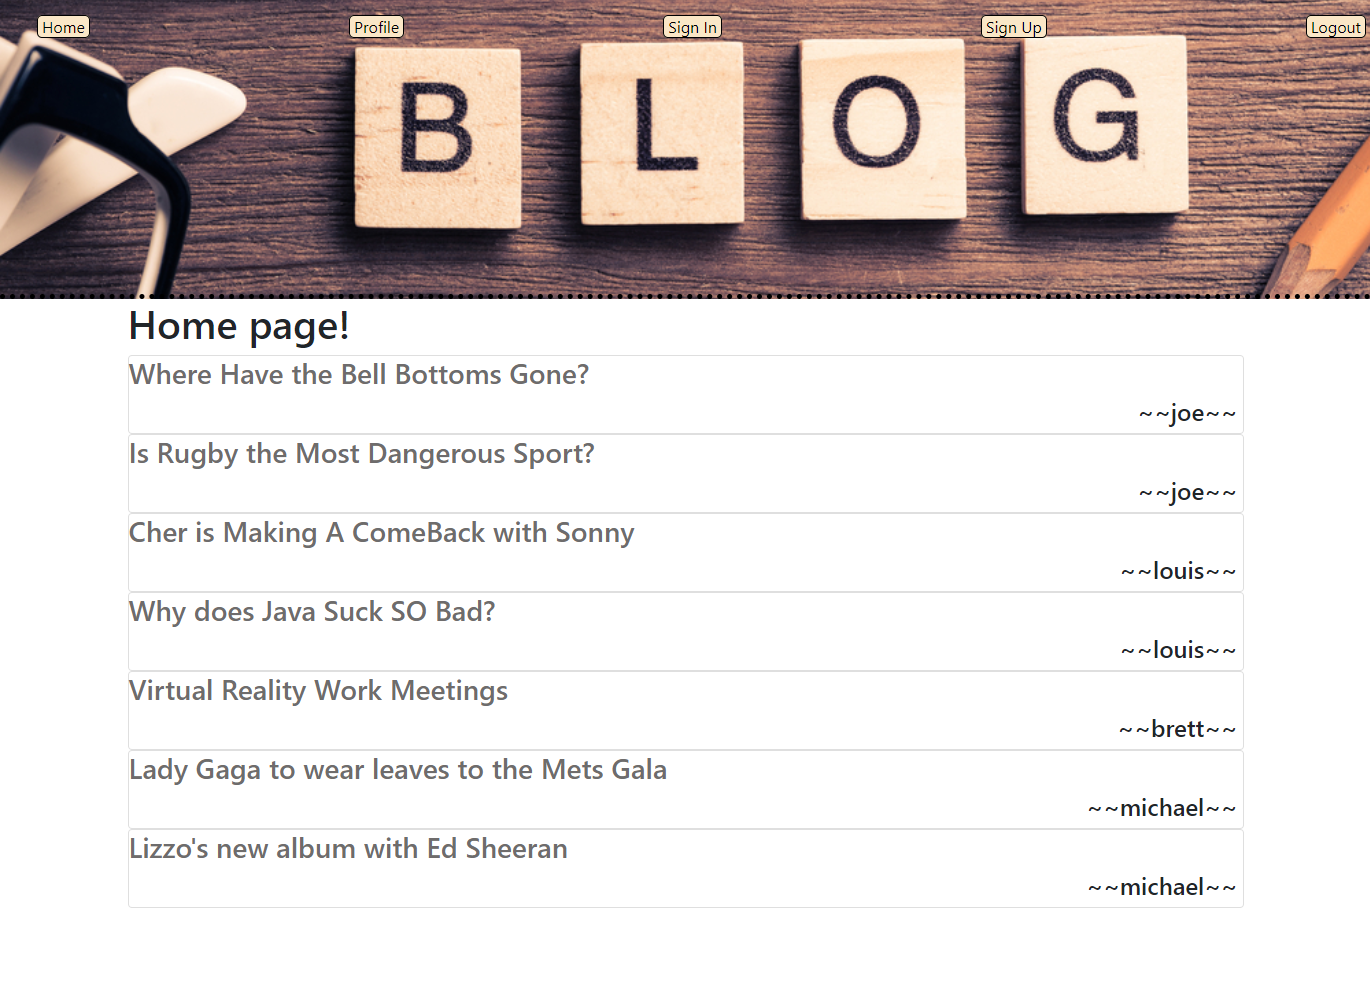 Home Profile Sign In Sign Up Logout
B L O G
Home page!
Where Have the Bell Bottoms Gone?
~~joe~~
Is Rugby the Most Dangerous Sport?
~~joe~~
Cher is Making A ComeBack with Sonny
~~louis~~
Why does Java Suck SO Bad?
~~louis~~
Virtual Reality Work Meetings
~~brett~~
Lady Gaga to wear leaves to the Mets Gala
~~michael~~
Lizzo's new album with Ed Sheeran
~~michael~~